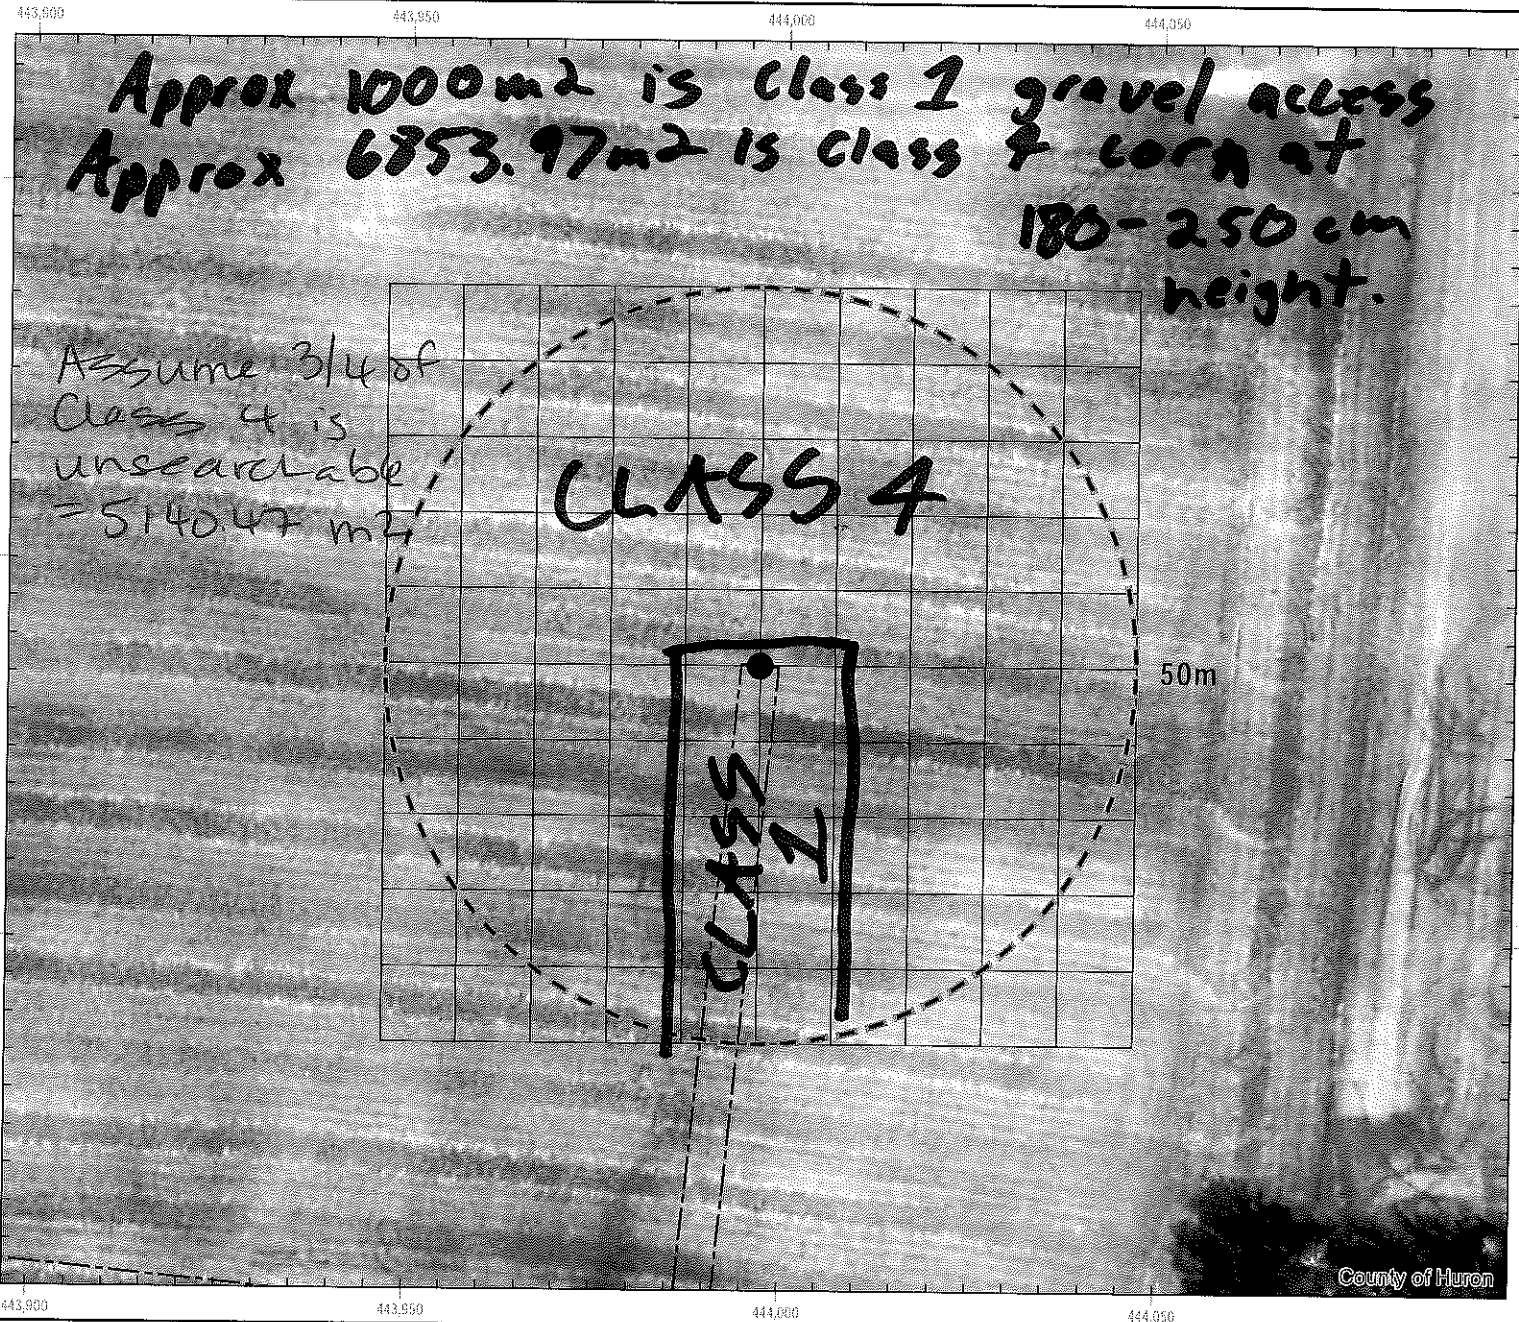 443,900 443,950 444,000 444,050
Approx 1000m2 is Class 1 gravel access
Approx 6853.97m2 is Class 4 corn at
180-250cm
height.
Assume 3/4 of
Class 4 is
unsearchable
=5140.47 m2
CLASS 4
50m
CLASS
1
County of Huron
443,900 443,950 444,000 444,050